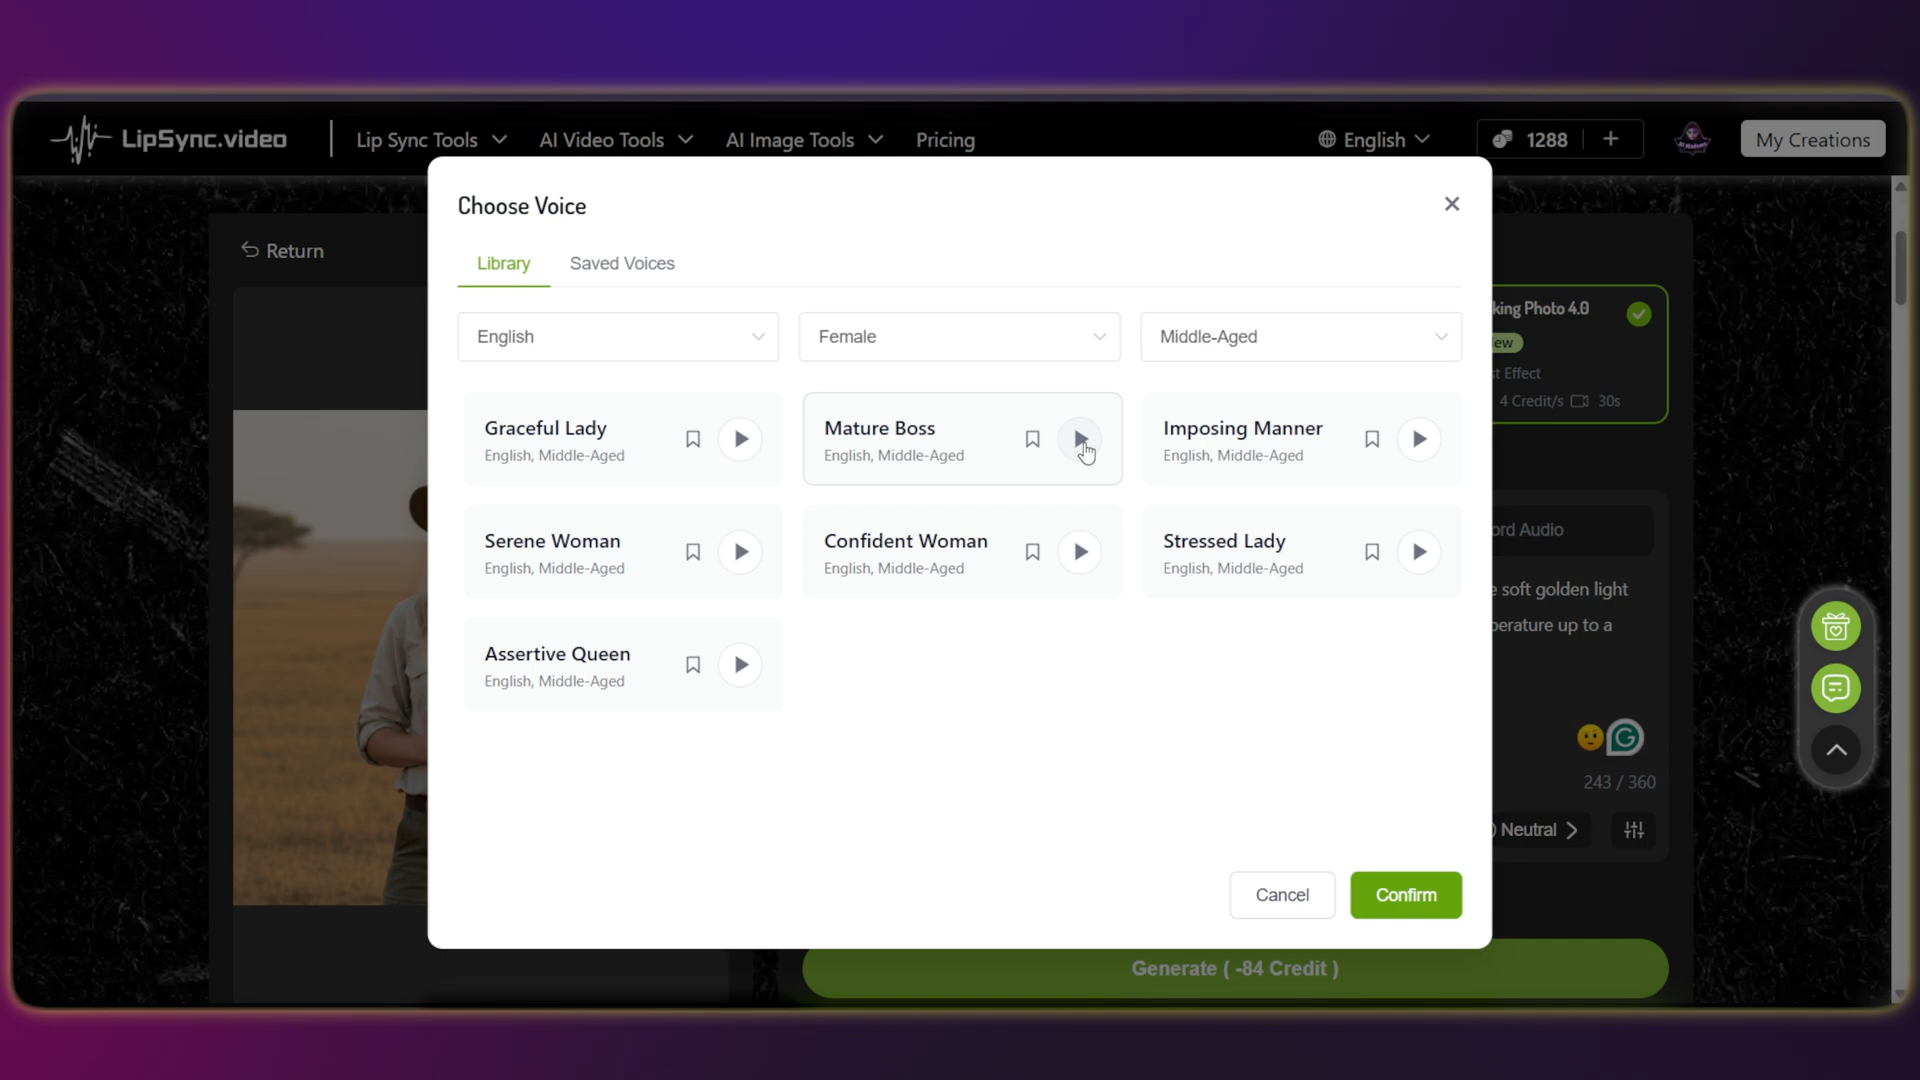 LipSync.video
Lip Sync Tools
AI Video Tools
AI Image Tools
Pricing
English
1288
My Creations
Return
Choose Voice
Library
Saved Voices
English
Female
Middle-Aged
Graceful Lady
English, Middle-Aged
Mature Boss
English, Middle-Aged
Imposing Manner
English, Middle-Aged
Serene Woman
English, Middle-Aged
Confident Woman
English, Middle-Aged
Stressed Lady
English, Middle-Aged
Assertive Queen
English, Middle-Aged
Cancel
Confirm
king Photo 4.0
ew
st Effect
4 Credit/s 30s
ord Audio
e soft golden light
perature up to a
243 / 360
Neutral
Generate ( -84 Credit )